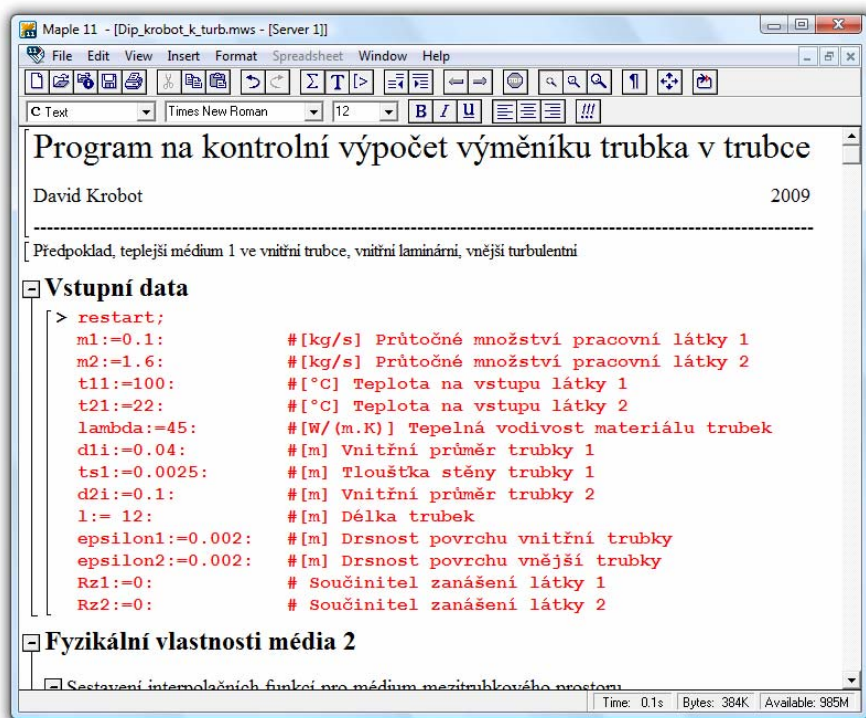 Maple 11 - [Dip_krobot_k_turb.mws - [Server 1]]
File Edit View Insert Format Spreadsheet Window Help
C Text Times New Roman 12 B I U !!!
Program na kontrolní výpočet výměníku trubka v trubce
David Krobot 2009
Předpoklad, teplejší médium 1 ve vnitřní trubce, vnitřní laminární, vnější turbulentní
Vstupní data
> restart;
m1:=0.1: #[kg/s] Průtočné množství pracovní látky 1
m2:=1.6: #[kg/s] Průtočné množství pracovní látky 2
t11:=100: #[°C] Teplota na vstupu látky 1
t21:=22: #[°C] Teplota na vstupu látky 2
lambda:=45: #[W/(m.K)] Tepelná vodivost materiálu trubek
d1i:=0.04: #[m] Vnitřní průměr trubky 1
ts1:=0.0025: #[m] Tloušťka stěny trubky 1
d2i:=0.1: #[m] Vnitřní průměr trubky 2
l:= 12: #[m] Délka trubek
epsilon1:=0.002: #[m] Drsnost povrchu vnitřní trubky
epsilon2:=0.002: #[m] Drsnost povrchu vnější trubky
Rz1:=0: # Součinitel zanášení látky 1
Rz2:=0: # Součinitel zanášení látky 2
Fyzikální vlastnosti média 2
Sestavení interpolačních funkcí pro médium mezitrubkového prostoru
Time: 0.1s Bytes: 384K Available: 985M